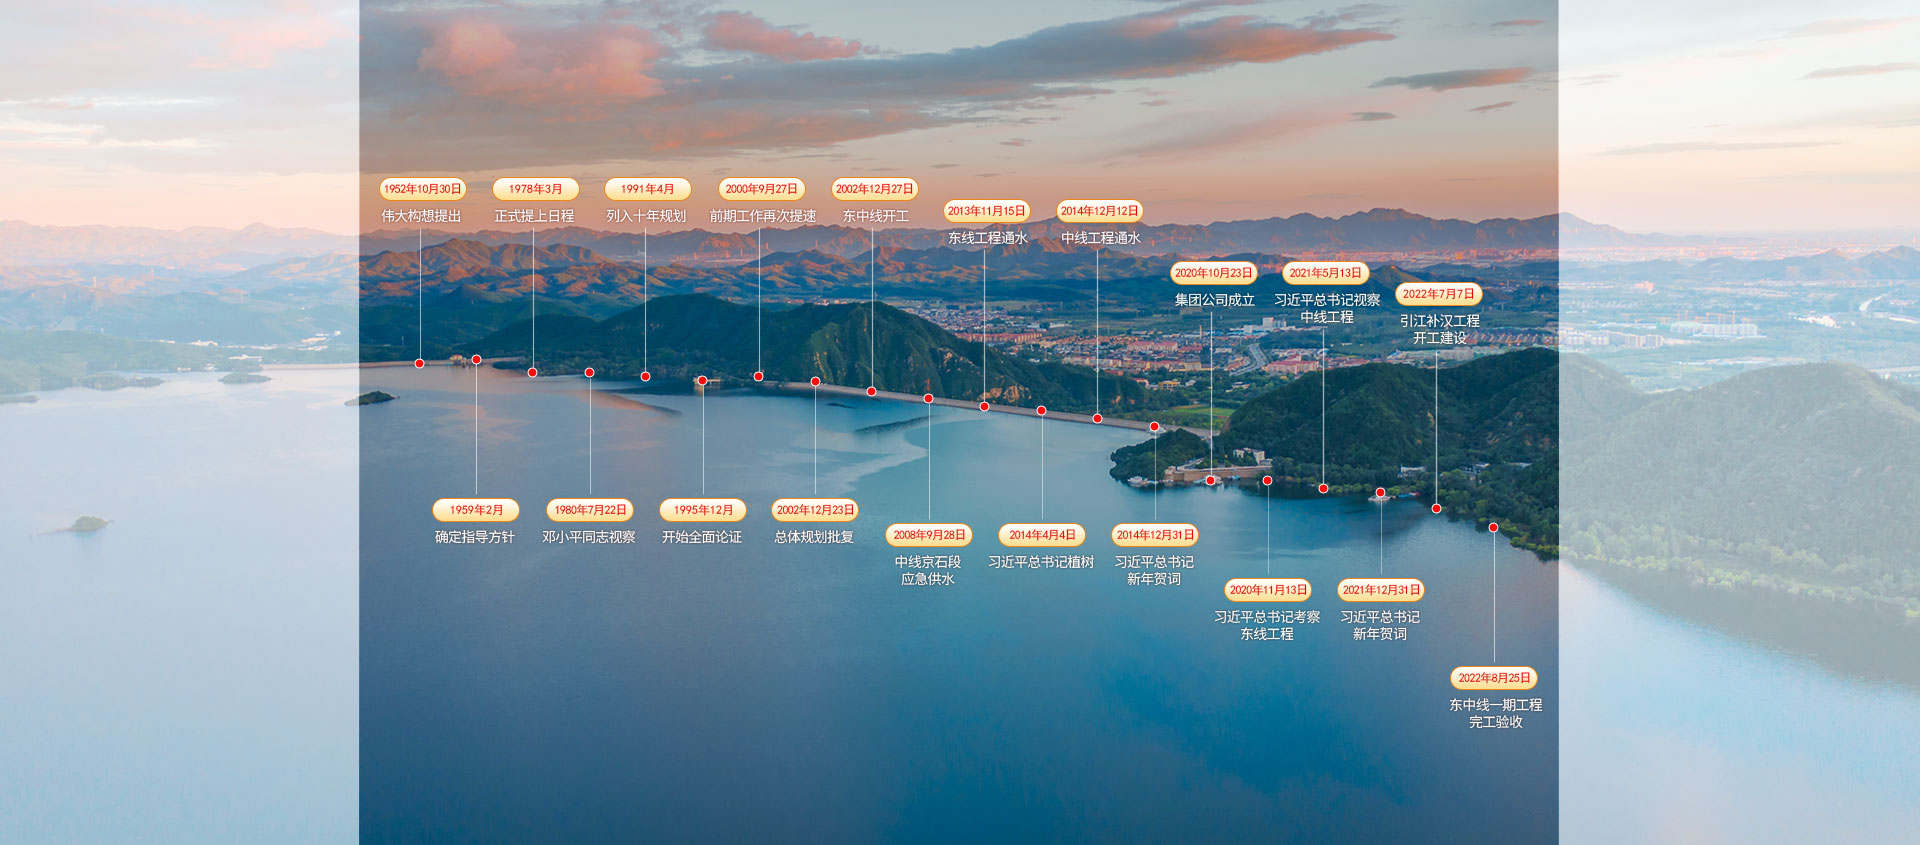 1952年10月30日
伟大构想提出
1978年3月
正式提上日程
1991年4月
列入十年规划
2000年9月27日
前期工作再次提速
2002年12月27日
东中线开工
2013年11月15日
东线工程通水
2014年12月12日
中线工程通水
2020年10月23日
集团公司成立
2021年5月13日
习近平总书记视察
中线工程
2022年7月7日
引江补汉工程
开工建设
1959年2月
确定指导方针
1980年7月22日
邓小平同志视察
1995年12月
开始全面论证
2002年12月23日
总体规划批复
2008年9月28日
中线京石段
应急供水
2014年4月4日
习近平总书记植树
2014年12月31日
习近平总书记
新年贺词
2020年11月13日
习近平总书记考察
东线工程
2021年12月31日
习近平总书记
新年贺词
2022年8月25日
东中线一期工程
完工验收